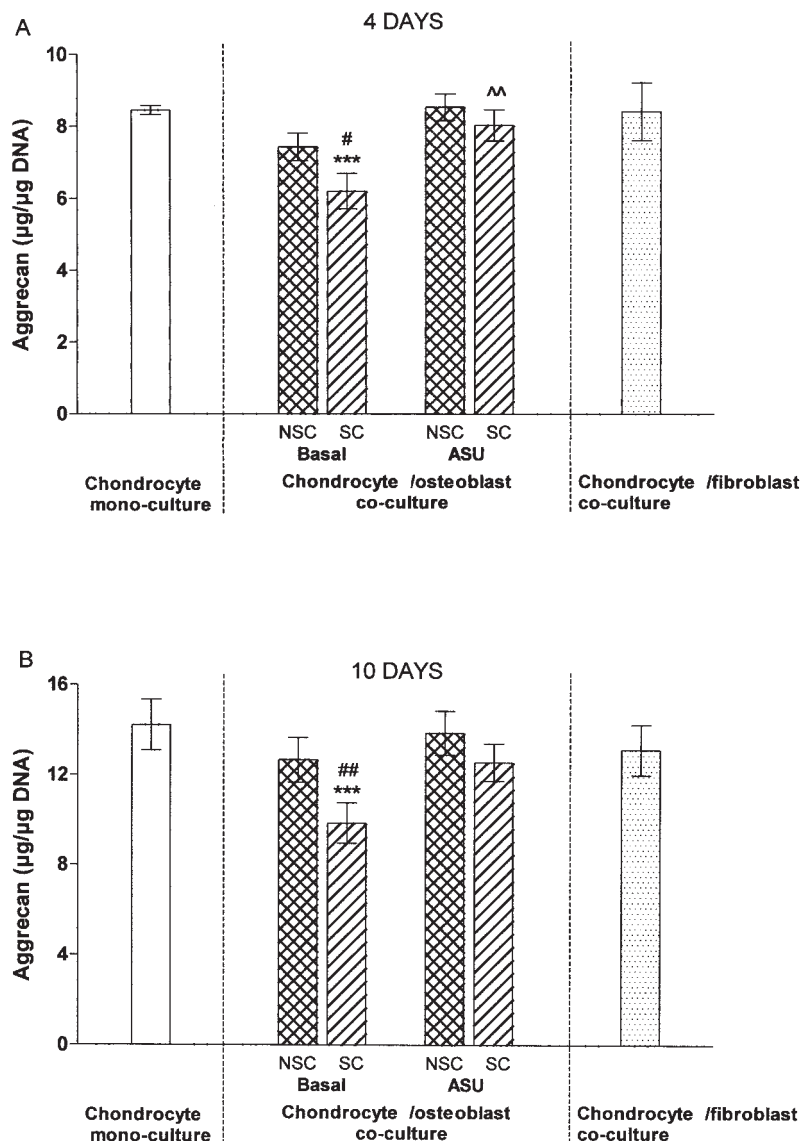 A
4 DAYS
Aggrecan (µg/µg DNA)
10
8
6
4
2
0
#
***
^^
NSC SC NSC SC
Basal ASU
Chondrocyte mono-culture
Chondrocyte /osteoblast co-culture
Chondrocyte /fibroblast co-culture
B
10 DAYS
Aggrecan (µg/µg DNA)
16
12
8
4
0
##
***
NSC SC NSC SC
Basal ASU
Chondrocyte mono-culture
Chondrocyte /osteoblast co-culture
Chondrocyte /fibroblast co-culture